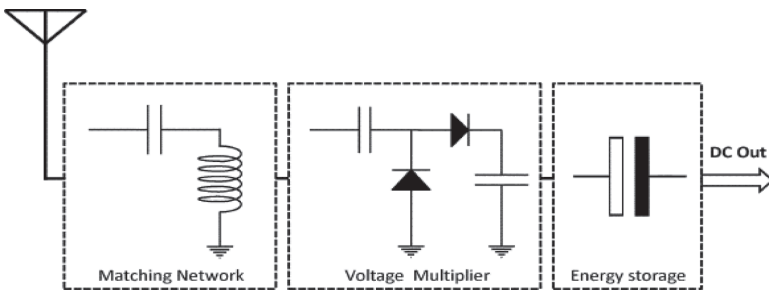 DC Out
Matching Network
Voltage Multiplier
Energy storage